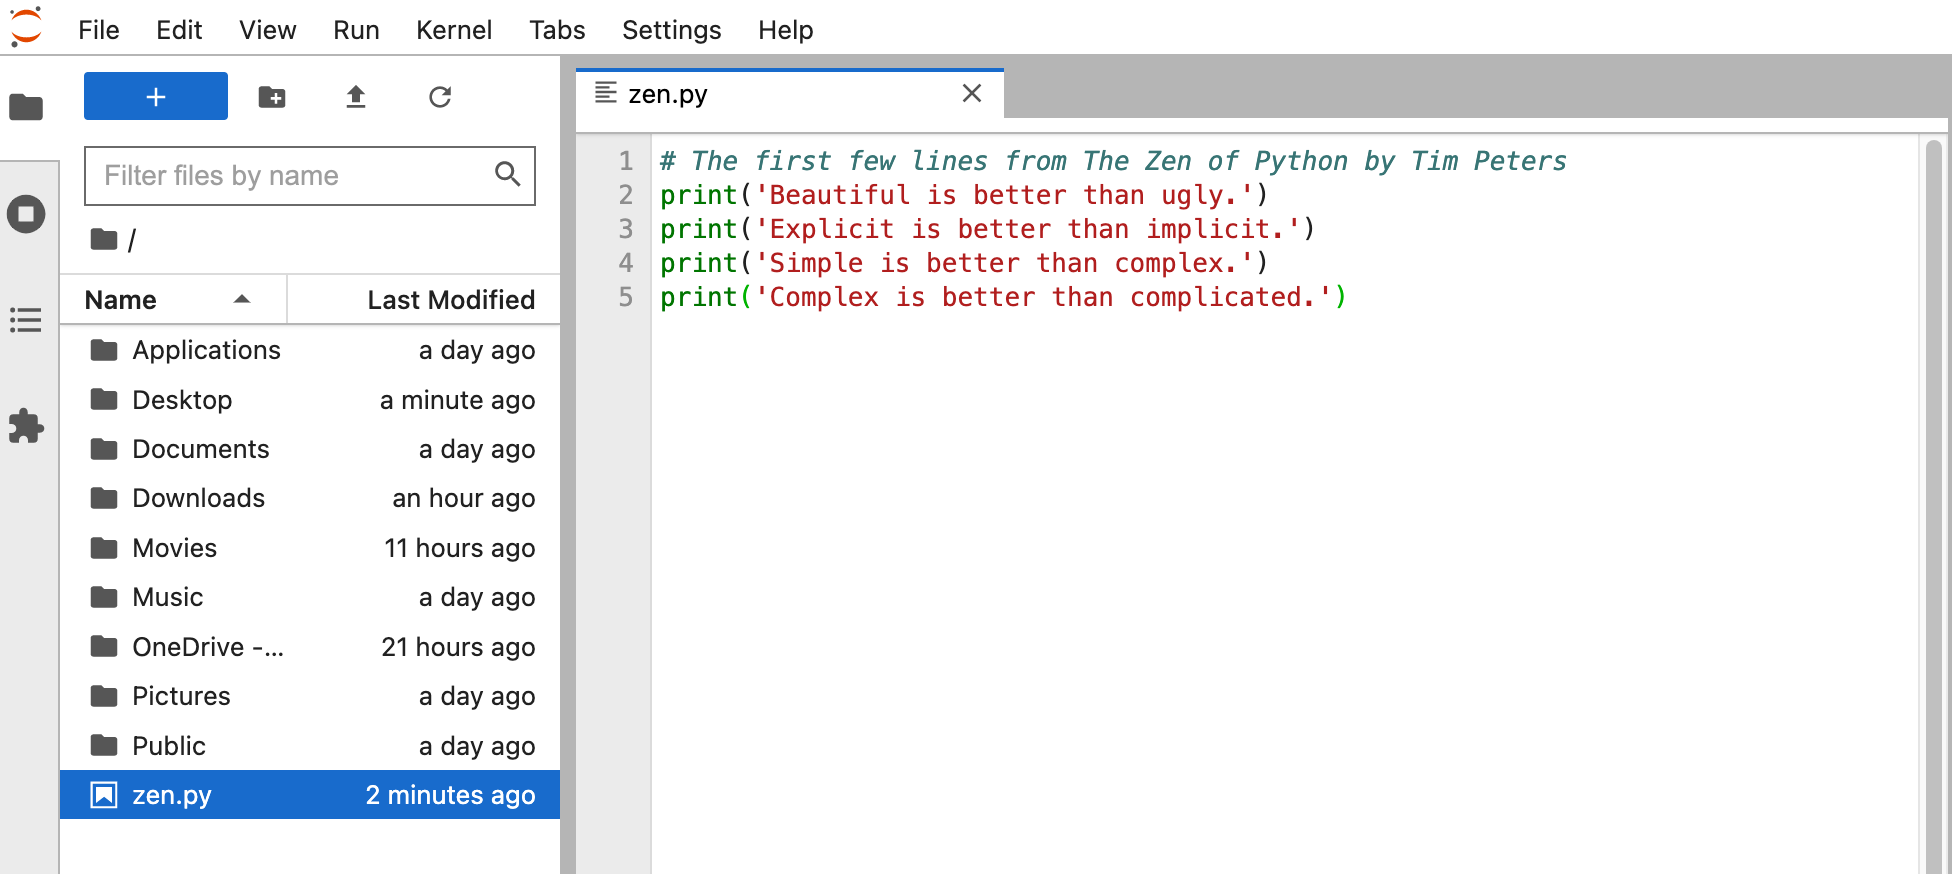 File Edit View Run Kernel Tabs Settings Help
+
Filter files by name
/
Name Last Modified
Applications a day ago
Desktop a minute ago
Documents a day ago
Downloads an hour ago
Movies 11 hours ago
Music a day ago
OneDrive -... 21 hours ago
Pictures a day ago
Public a day ago
zen.py 2 minutes ago
zen.py
1 # The first few lines from The Zen of Python by Tim Peters
2 print('Beautiful is better than ugly.')
3 print('Explicit is better than implicit.')
4 print('Simple is better than complex.')
5 print('Complex is better than complicated.')